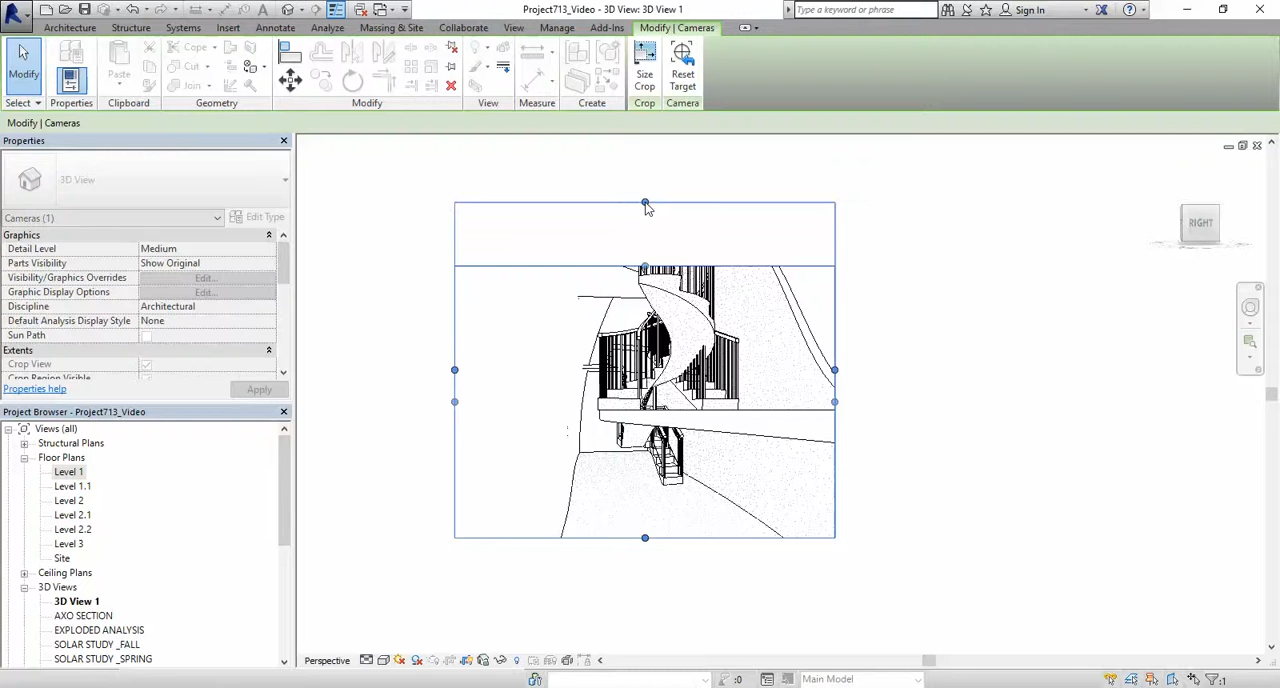 Project713_Video - 3D View: 3D View 1
Type a keyword or phrase
Sign In
Architecture Structure Systems Insert Annotate Analyze Massing & Site Collaborate View Manage Add-Ins Modify | Cameras
Modify
Paste
Cope
Cut
Join
Size Crop
Reset Target
Select Properties Clipboard Geometry Modify View Measure Create Crop Camera
Modify | Cameras
Properties
3D View
Cameras (1)
Edit Type
Graphics
Detail Level Medium
Parts Visibility Show Original
Visibility/Graphics Overrides Edit...
Graphic Display Options Edit...
Discipline Architectural
Default Analysis Display Style None
Sun Path
Extents
Crop View
Crop Region Visible
Properties help
Apply
Project Browser - Project713_Video
Views (all)
Structural Plans
Floor Plans
Level 1
Level 1.1
Level 2
Level 2.1
Level 2.2
Level 3
Site
Ceiling Plans
3D Views
3D View 1
AXO SECTION
EXPLODED ANALYSIS
SOLAR STUDY _FALL
SOLAR STUDY _SPRING
RIGHT
Perspective
:0
Main Model
:1